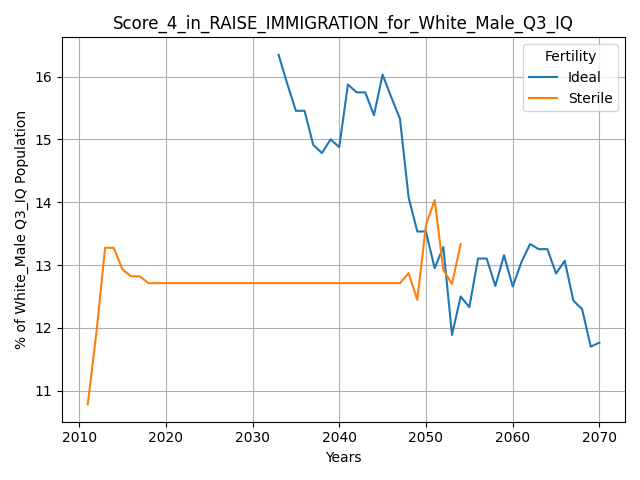 Score_4_in_RAISE_IMMIGRATION_for_White_Male_Q3_IQ
Fertility
Ideal
Sterile
% of White_Male Q3_IQ Population
16
15
14
13
12
11
2010 2020 2030 2040 2050 2060 2070
Years